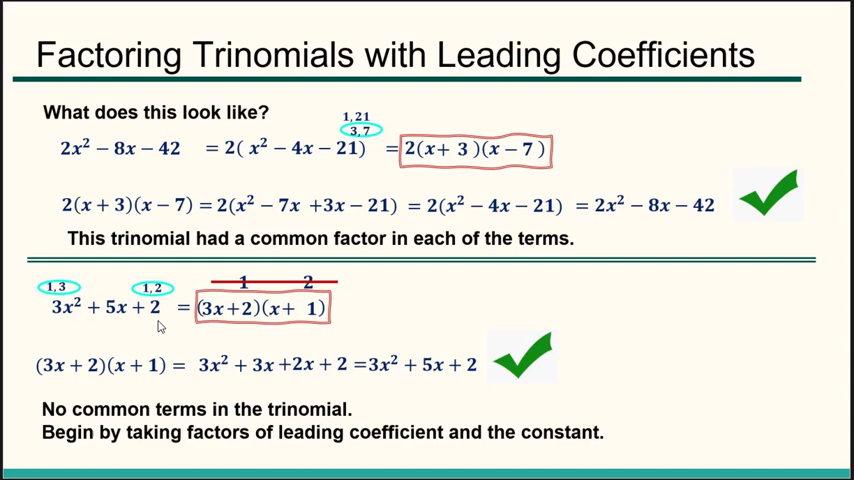 Factoring Trinomials with Leading Coefficients
What does this look like?
1, 21
3, 7
2x² − 8x − 42 = 2( x² − 4x − 21) = 2(x+ 3 )(x − 7 )
2(x + 3)(x − 7) = 2(x² − 7x +3x − 21) = 2(x² − 4x − 21) = 2x² − 8x − 42
This trinomial had a common factor in each of the terms.
1, 3 1, 2 1 2
3x² + 5x + 2 = (3x+2)(x+ 1)
(3x + 2)(x + 1) = 3x² + 3x +2x + 2 =3x² + 5x + 2
No common terms in the trinomial.
Begin by taking factors of leading coefficient and the constant.